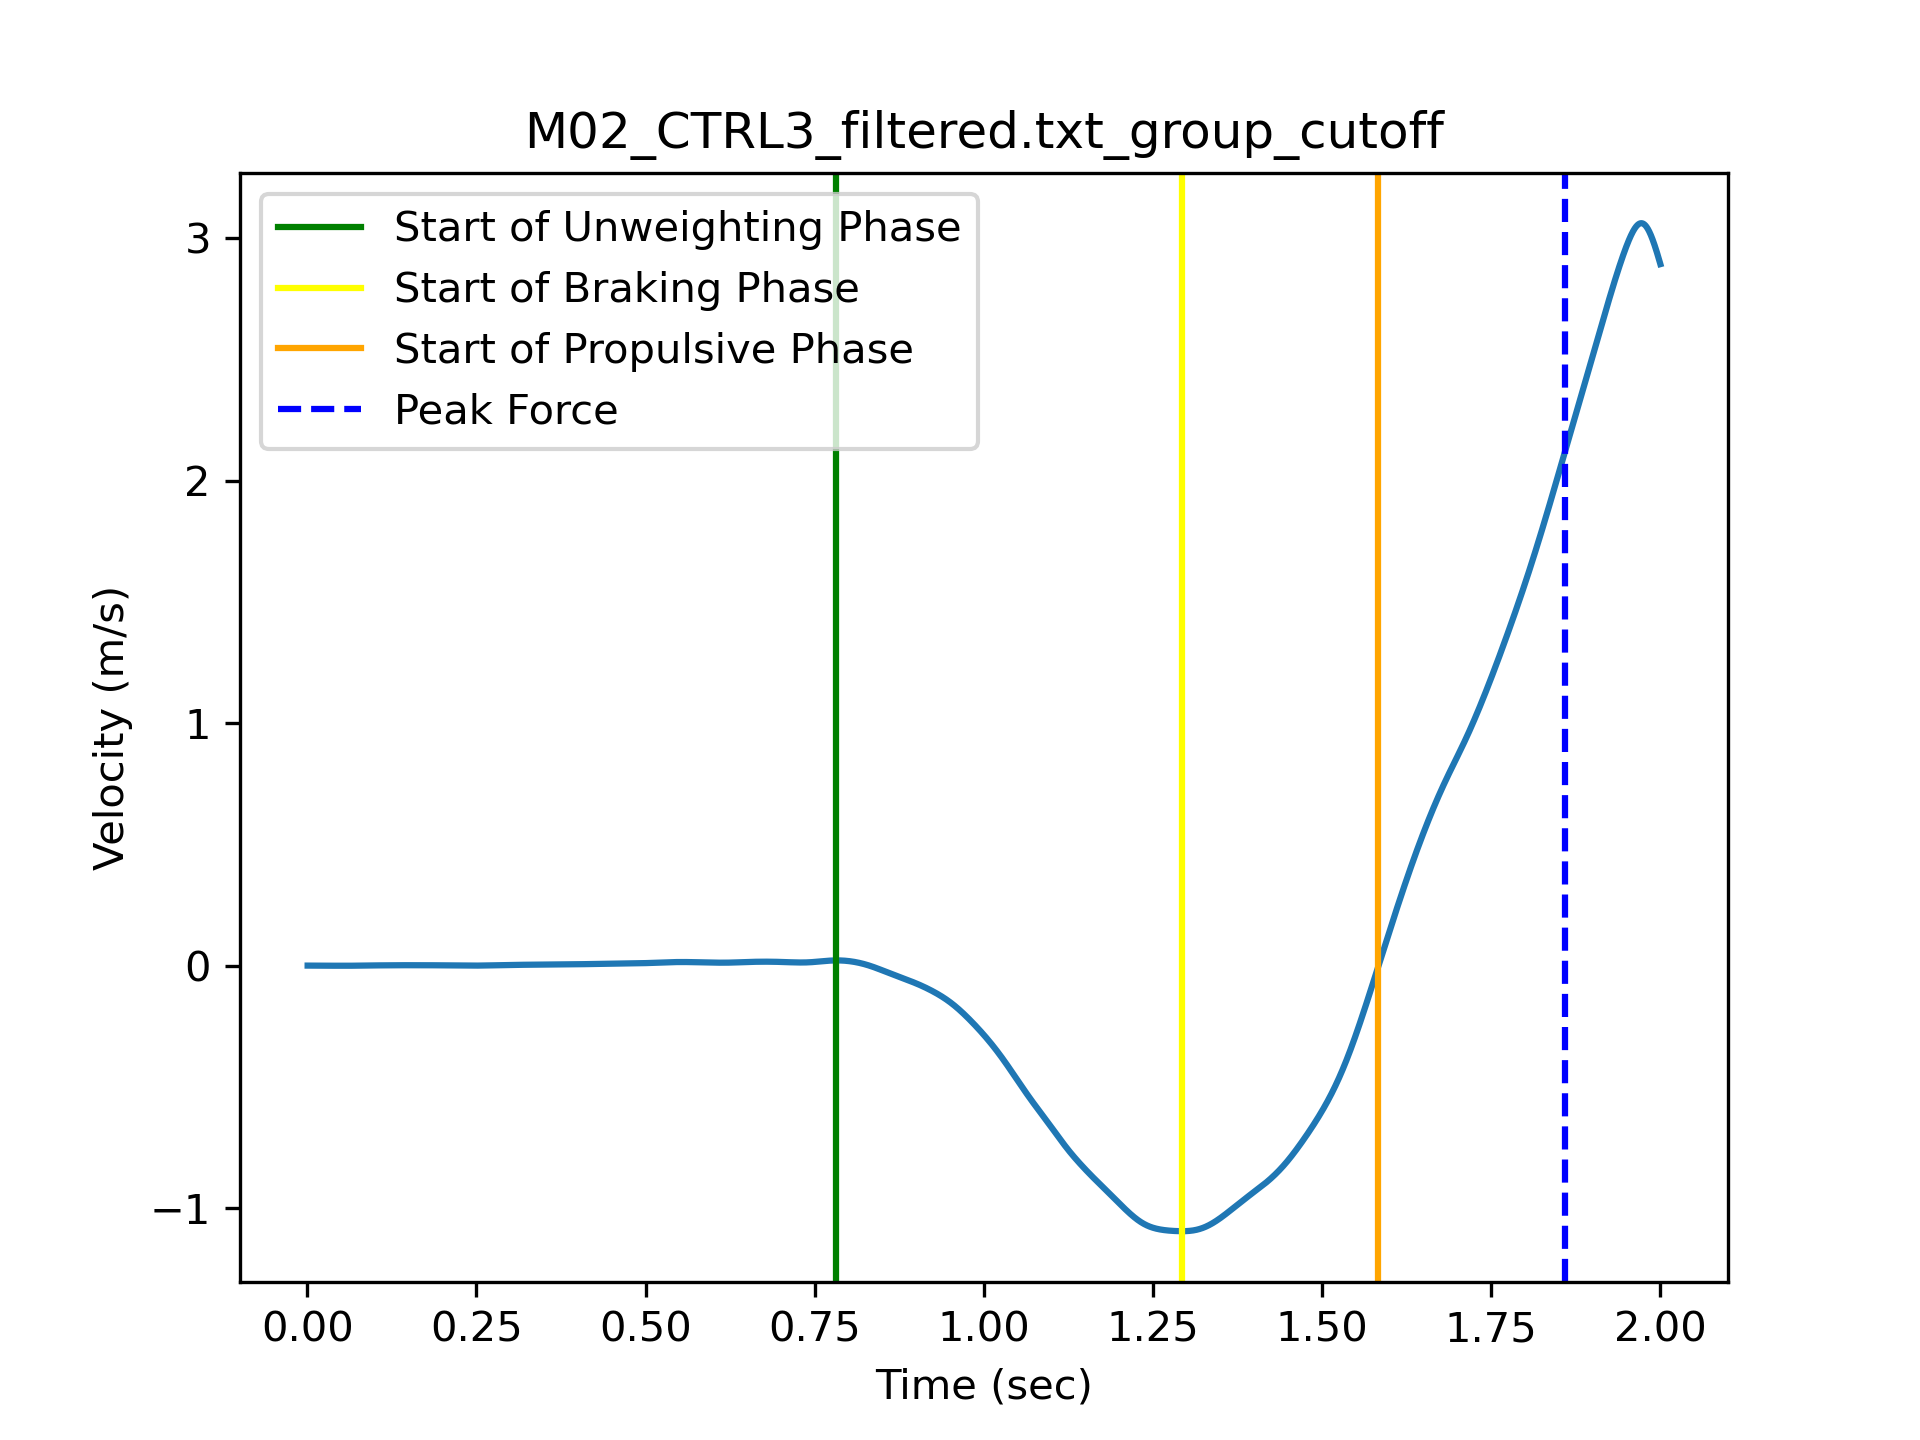 M02_CTRL3_filtered.txt_group_cutoff
Start of Unweighting Phase
Start of Braking Phase
Start of Propulsive Phase
Peak Force
3
2
1
0
−1
Velocity (m/s)
0.00 0.25 0.50 0.75 1.00 1.25 1.50 1.75 2.00
Time (sec)